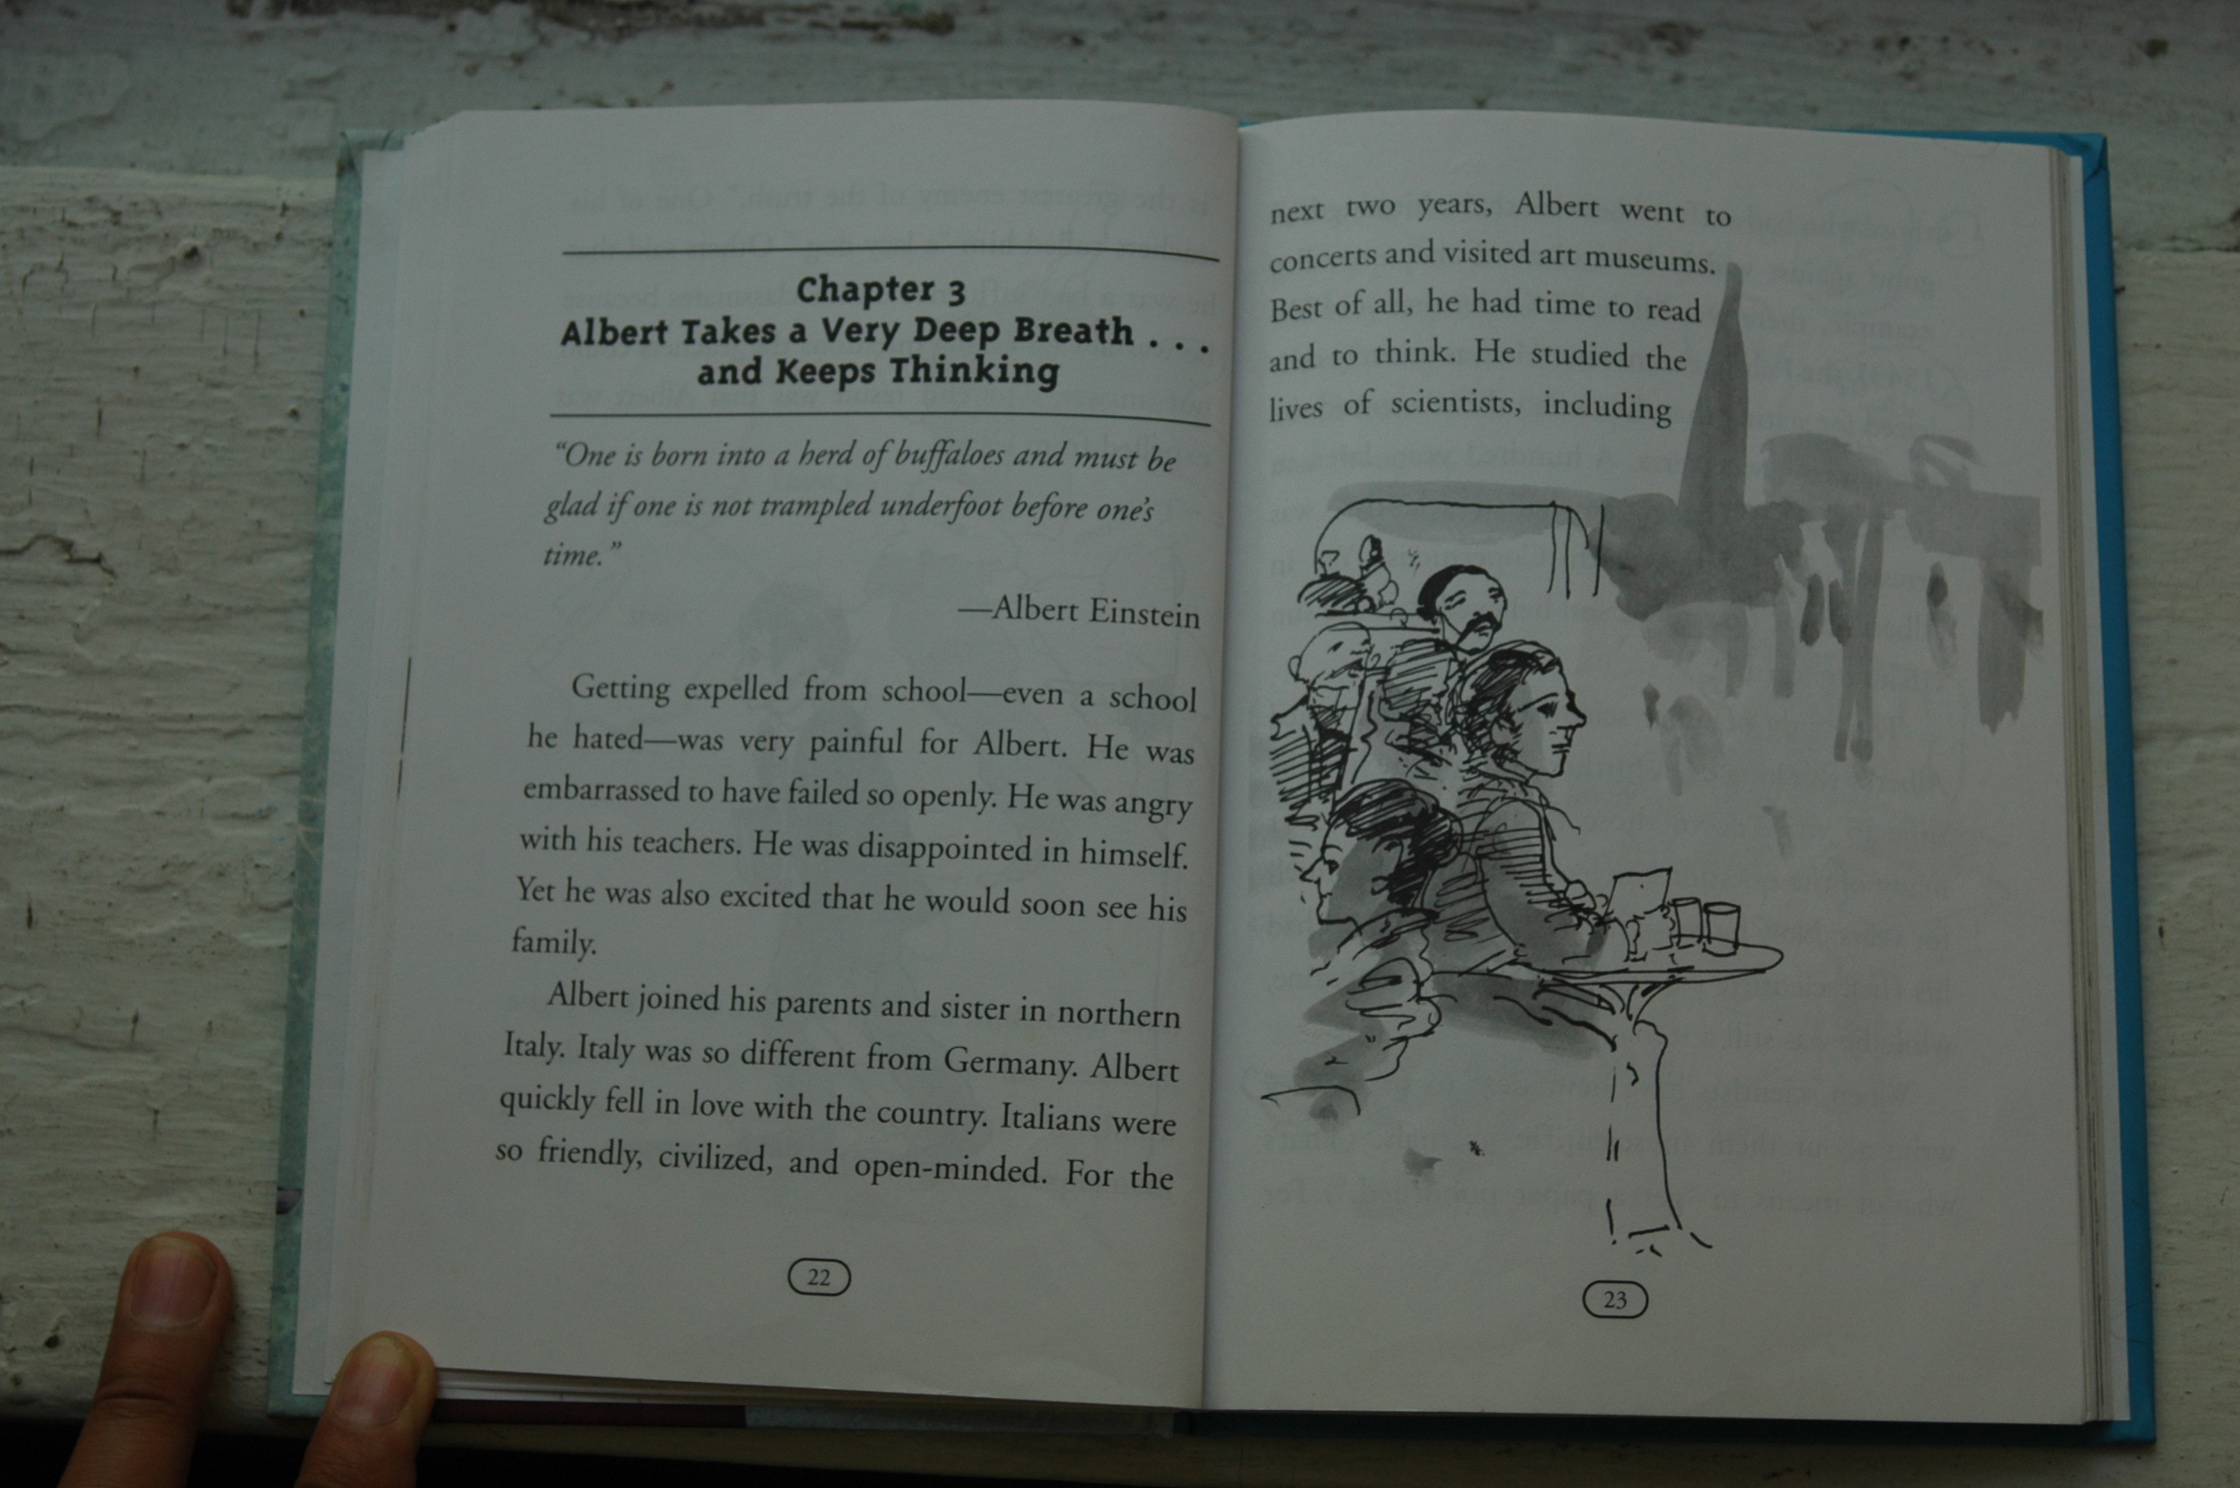 Chapter 3
Albert Takes a Very Deep Breath . . .
and Keeps Thinking
“One is born into a herd of buffaloes and must be
glad if one is not trampled underfoot before one’s
time.”
—Albert Einstein
Getting expelled from school—even a school
he hated—was very painful for Albert. He was
embarrassed to have failed so openly. He was angry
with his teachers. He was disappointed in himself.
Yet he was also excited that he would soon see his
family.
Albert joined his parents and sister in northern
Italy. Italy was so different from Germany. Albert
quickly fell in love with the country. Italians were
so friendly, civilized, and open-minded. For the
22
next two years, Albert went to
concerts and visited art museums.
Best of all, he had time to read
and to think. He studied the
lives of scientists, including
23